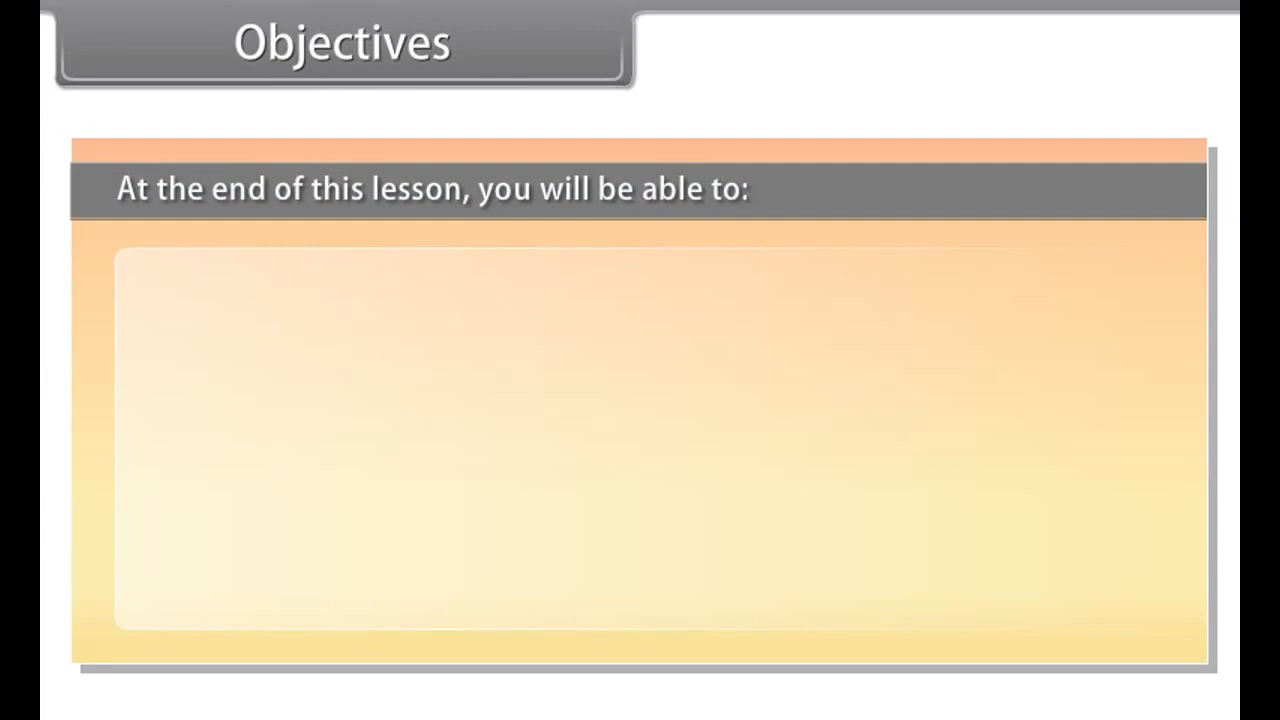 Objectives
At the end of this lesson, you will be able to: